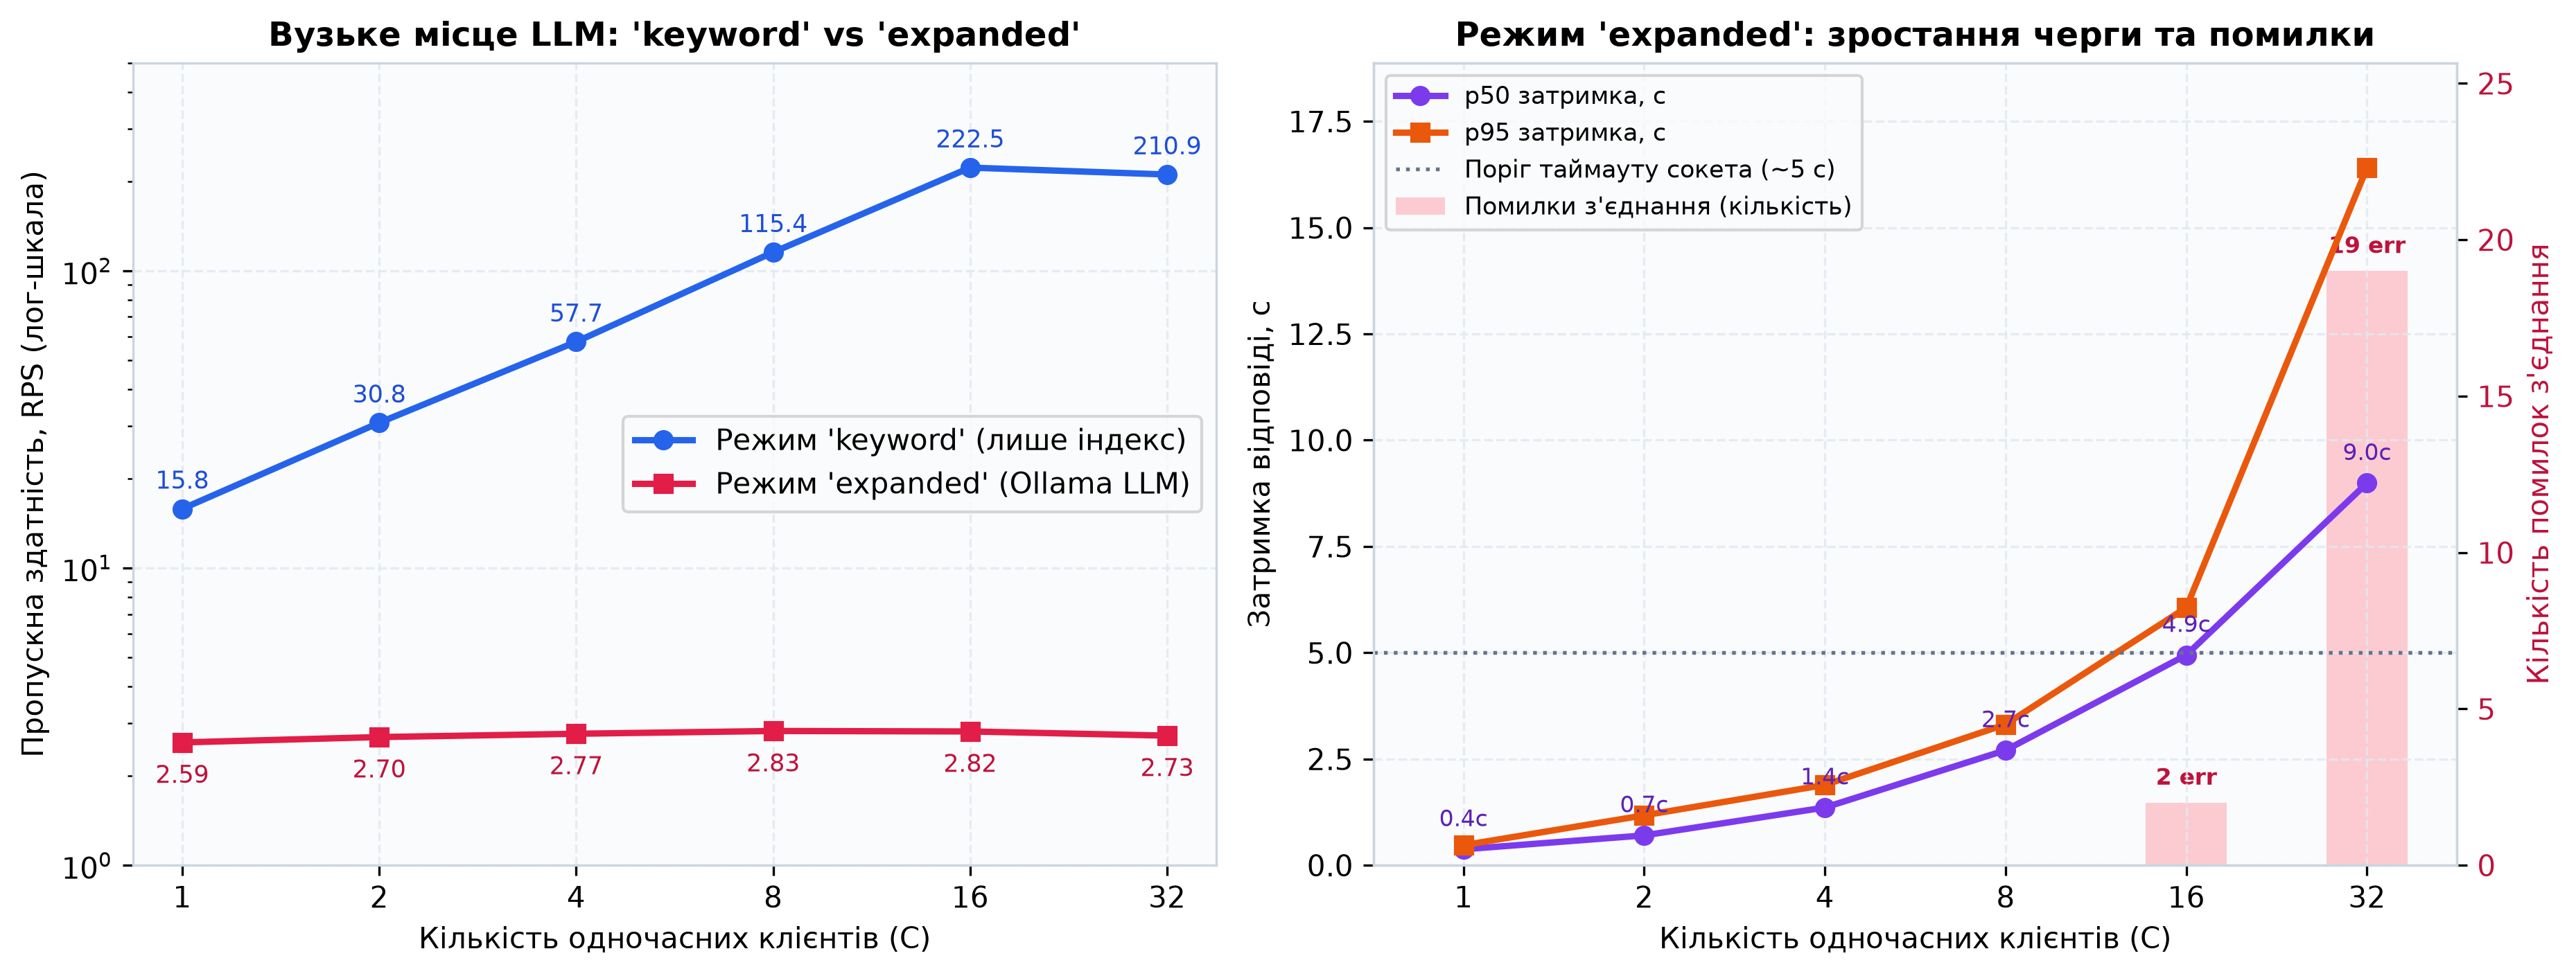 Вузьке місце LLM: 'keyword' vs 'expanded'
Пропускна здатність, RPS (лог-шкала)
10²
10¹
10⁰
15.8
30.8
57.7
115.4
222.5
210.9
Режим 'keyword' (лише індекс)
Режим 'expanded' (Ollama LLM)
2.59
2.70
2.77
2.83
2.82
2.73
1
2
4
8
16
32
Кількість одночасних клієнтів (C)
Режим 'expanded': зростання черги та помилки
p50 затримка, с
p95 затримка, с
Поріг таймауту сокета (~5 с)
Помилки з'єднання (кількість)
Затримка відповіді, с
17.5
15.0
12.5
10.0
7.5
5.0
2.5
0.0
0.4с
0.7с
1.4с
2.7с
4.9с
9.0с
2 err
19 err
25
20
15
10
5
0
Кількість помилок з'єднання
1
2
4
8
16
32
Кількість одночасних клієнтів (C)